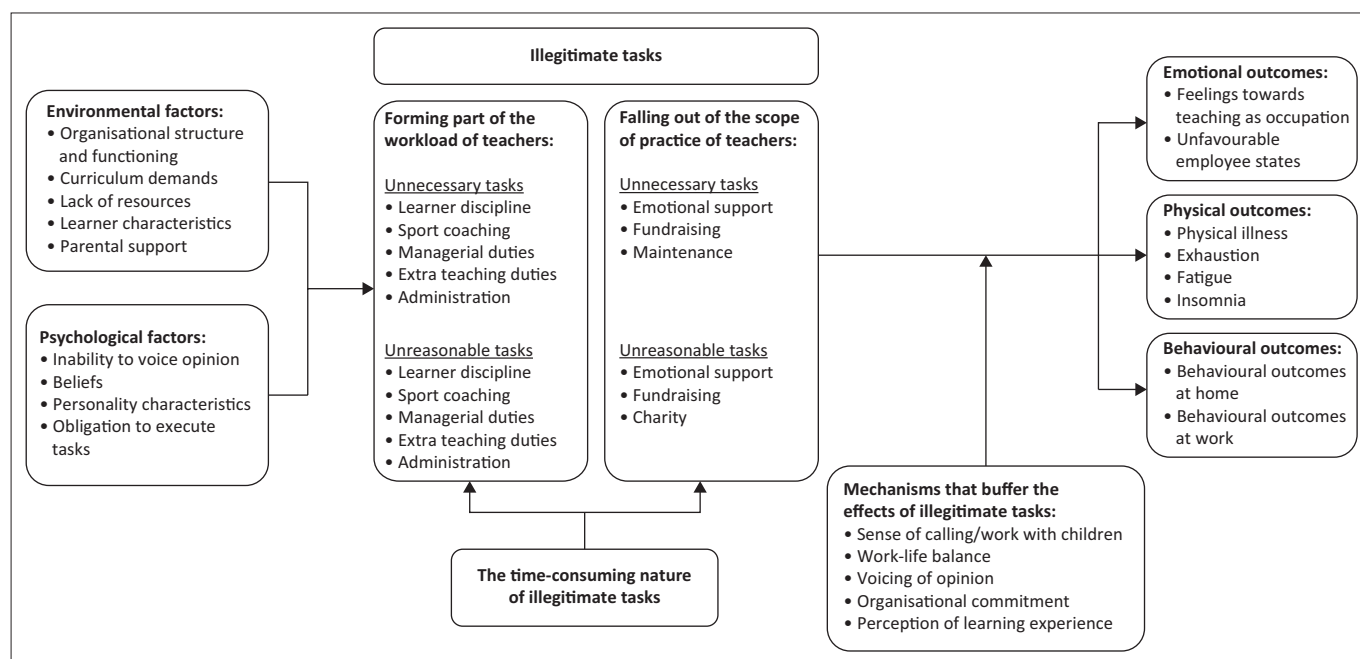 Illegitimate tasks
Environmental factors:
• Organisational structure
and functioning
• Curriculum demands
• Lack of resources
• Learner characteristics
• Parental support
Psychological factors:
• Inability to voice opinion
• Beliefs
• Personality characteristics
• Obligation to execute
tasks
Forming part of the
workload of teachers:
Unnecessary tasks
• Learner discipline
• Sport coaching
• Managerial duties
• Extra teaching duties
• Administration
Unreasonable tasks
• Learner discipline
• Sport coaching
• Managerial duties
• Extra teaching duties
• Administration
Falling out of the scope
of practice of teachers:
Unnecessary tasks
• Emotional support
• Fundraising
• Maintenance
Unreasonable tasks
• Emotional support
• Fundraising
• Charity
The time-consuming nature
of illegitimate tasks
Mechanisms that buffer the
effects of illegitimate tasks:
• Sense of calling/work with children
• Work-life balance
• Voicing of opinion
• Organisational commitment
• Perception of learning experience
Emotional outcomes:
• Feelings towards
teaching as occupation
• Unfavourable
employee states
Physical outcomes:
• Physical illness
• Exhaustion
• Fatigue
• Insomnia
Behavioural outcomes:
• Behavioural outcomes
at home
• Behavioural outcomes
at work